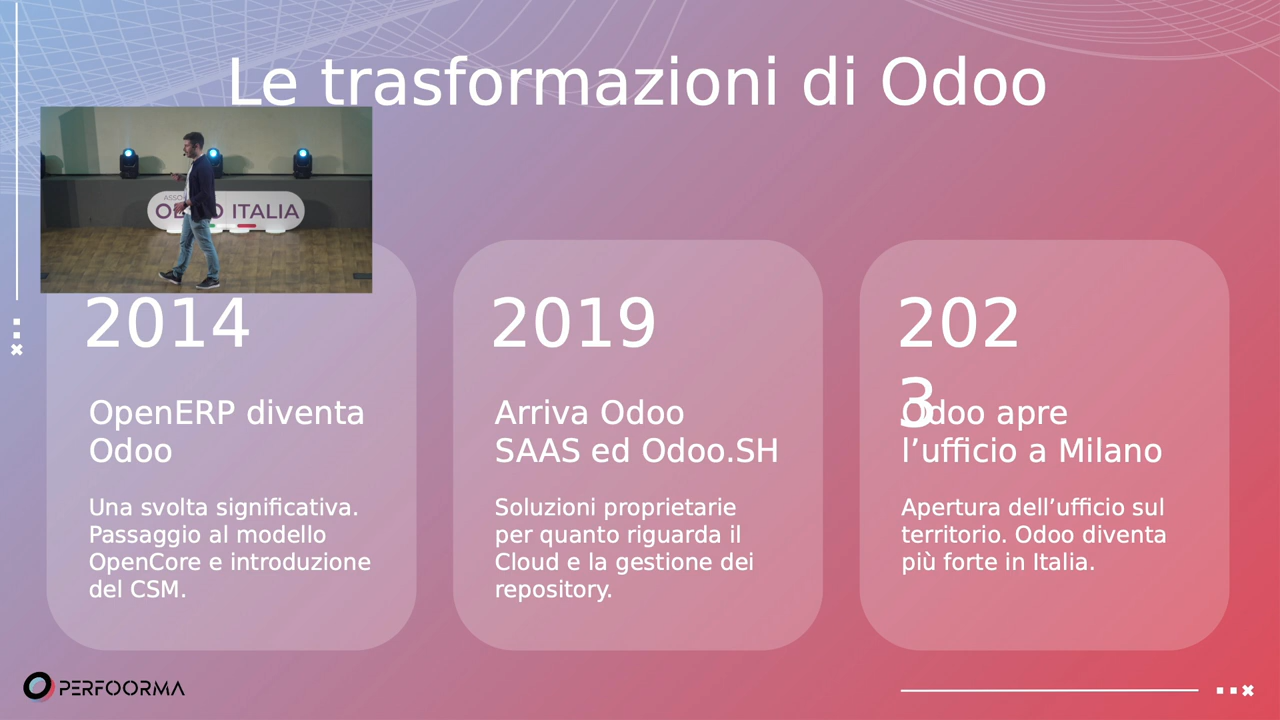 Le trasformazioni di Odoo
ASSO
OD O ITALIA
2014
OpenERP diventa
Odoo
Una svolta significativa.
Passaggio al modello
OpenCore e introduzione
del CSM.
2019
Arriva Odoo
SAAS ed Odoo.SH
Soluzioni proprietarie
per quanto riguarda il
Cloud e la gestione dei
repository.
202
3
Odoo apre
l’ufficio a Milano
Apertura dell’ufficio sul
territorio. Odoo diventa
più forte in Italia.
PERFOORMA